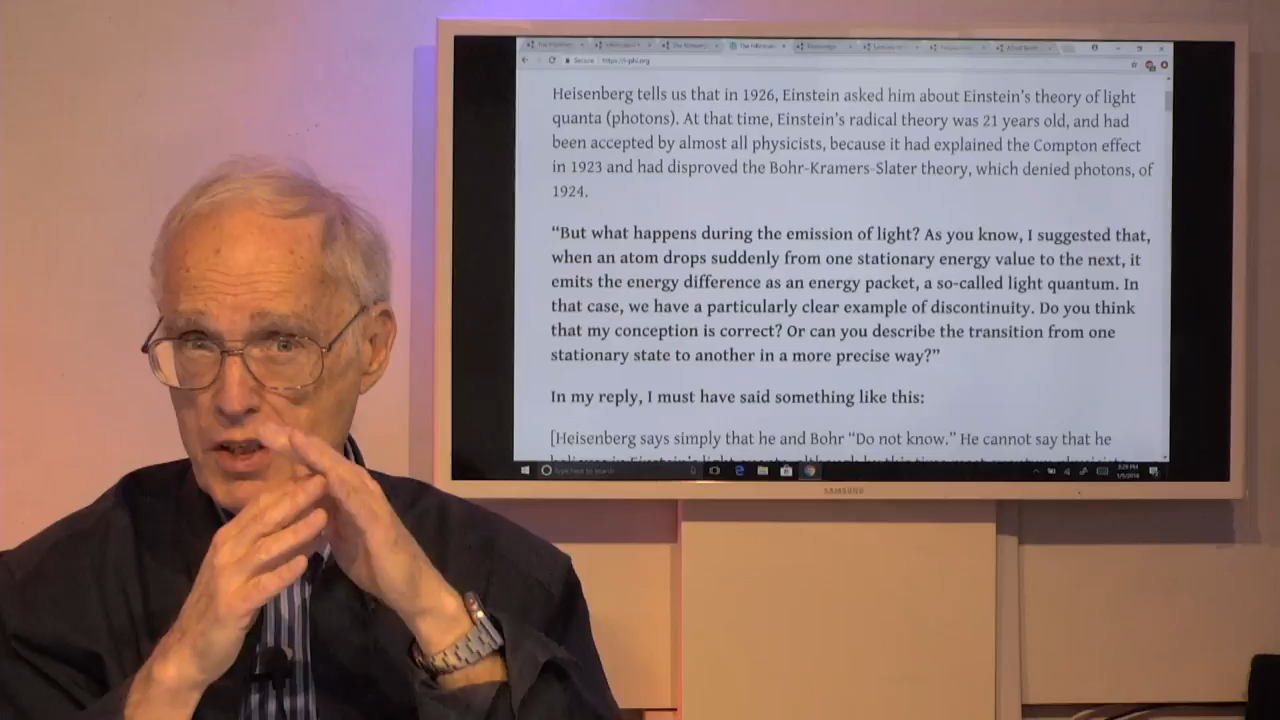 Secure https://i-phi.org
Heisenberg tells us that in 1926, Einstein asked him about Einstein's theory of light
quanta (photons). At that time, Einstein's radical theory was 21 years old, and had
been accepted by almost all physicists, because it had explained the Compton effect
in 1923 and had disproved the Bohr-Kramers-Slater theory, which denied photons, of
1924.
“But what happens during the emission of light? As you know, I suggested that,
when an atom drops suddenly from one stationary energy value to the next, it
emits the energy difference as an energy packet, a so-called light quantum. In
that case, we have a particularly clear example of discontinuity. Do you think
that my conception is correct? Or can you describe the transition from one
stationary state to another in a more precise way?”
In my reply, I must have said something like this:
[Heisenberg says simply that he and Bohr “Do not know.” He cannot say that he
Type here to search
SAMSUNG